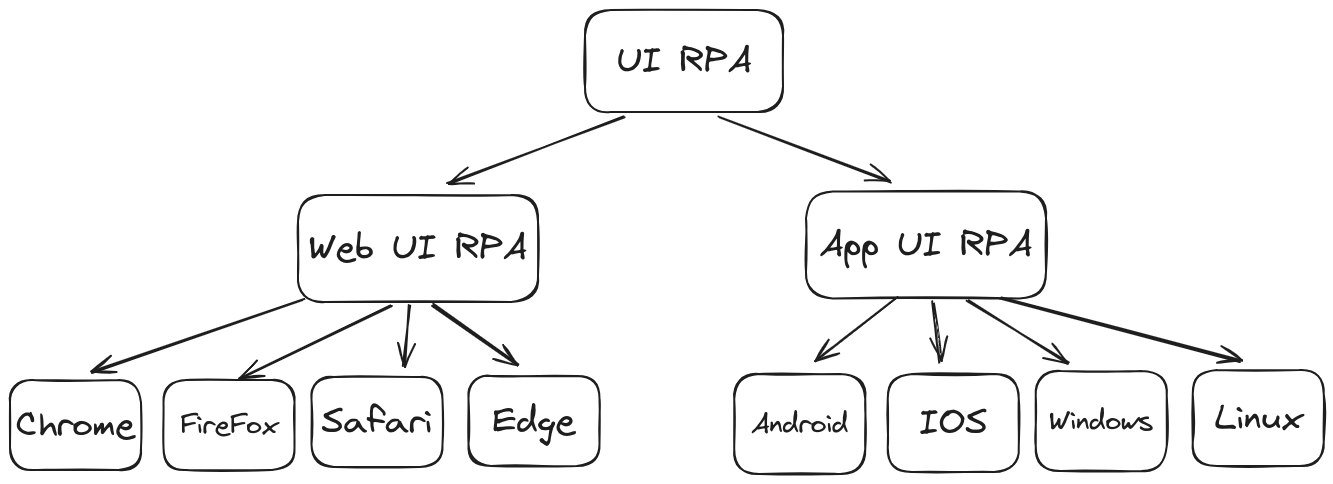 UI RPA
Web UI RPA
App UI RPA
Chrome
FireFox
Safari
Edge
Android
IOS
Windows
Linux